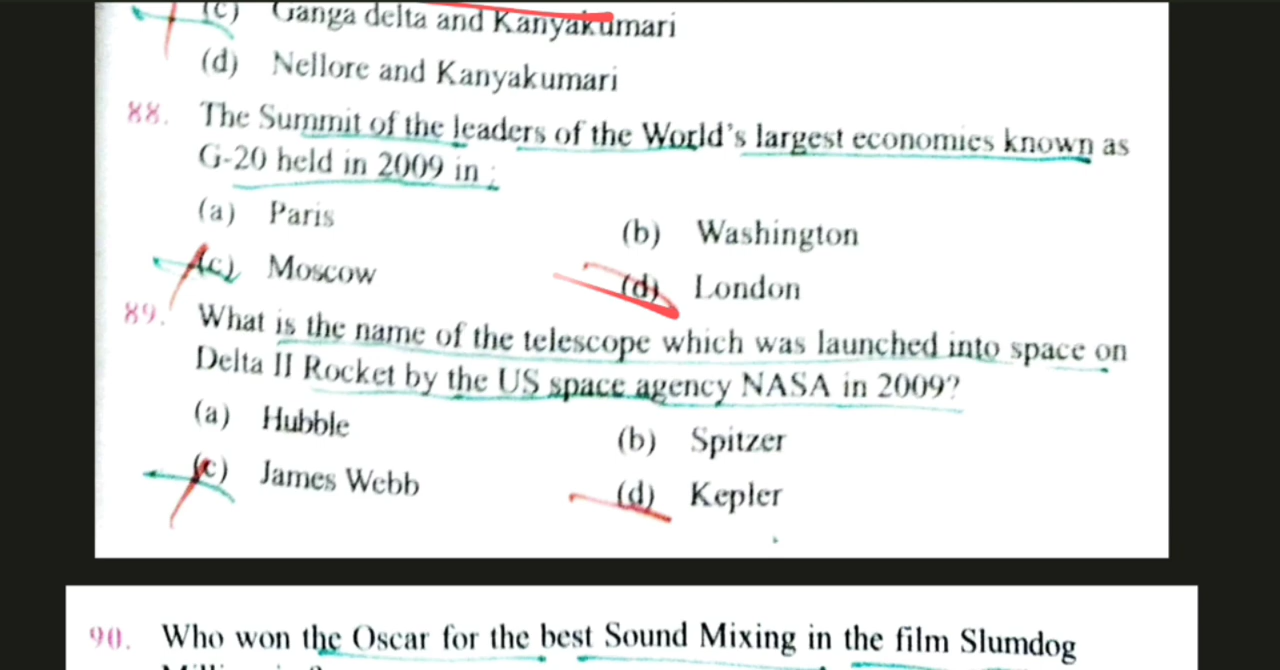 (c) Ganga delta and Kanyakumari
(d) Nellore and Kanyakumari
88. The Summit of the leaders of the World's largest economies known as
G-20 held in 2009 in :
(a) Paris
(b) Washington
(c) Moscow
(d) London
89. What is the name of the telescope which was launched into space on
Delta II Rocket by the US space agency NASA in 2009?
(a) Hubble
(b) Spitzer
(c) James Webb
(d) Kepler
90. Who won the Oscar for the best Sound Mixing in the film Slumdog